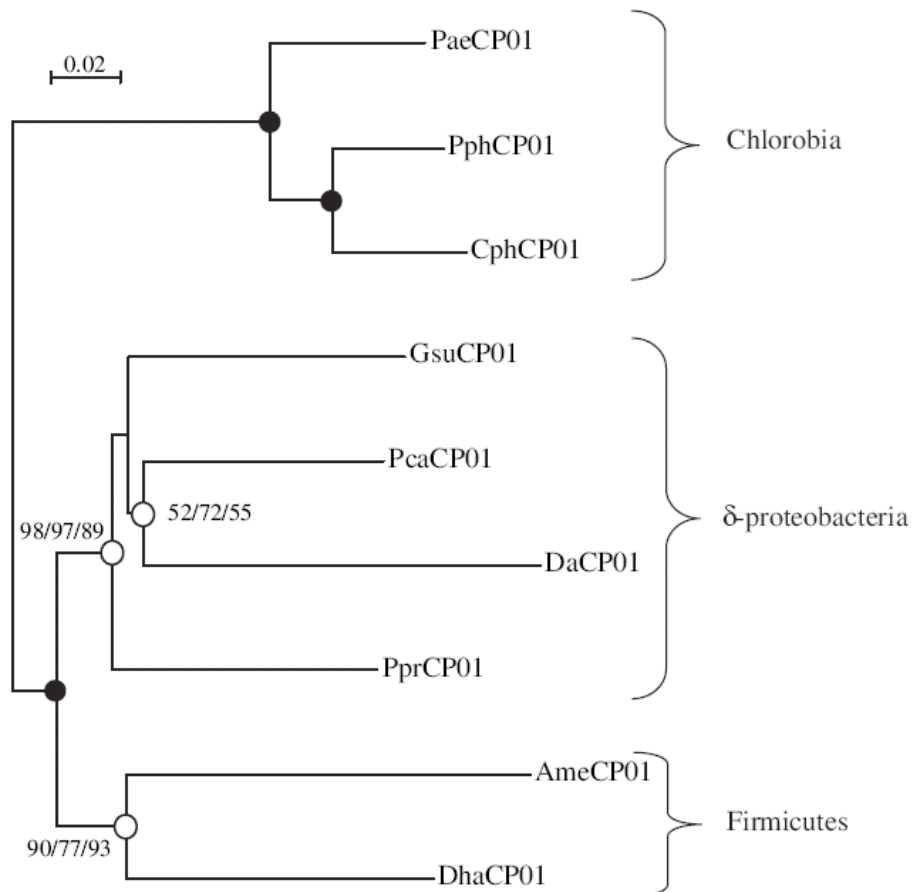 PaeCP01
0.02
PphCP01
Chlorobia
CphCP01
GsuCP01
PcaCP01
52/72/55
δ-proteobacteria
98/97/89
DaCP01
PprCP01
AmeCP01
Firmicutes
90/77/93
DhaCP01